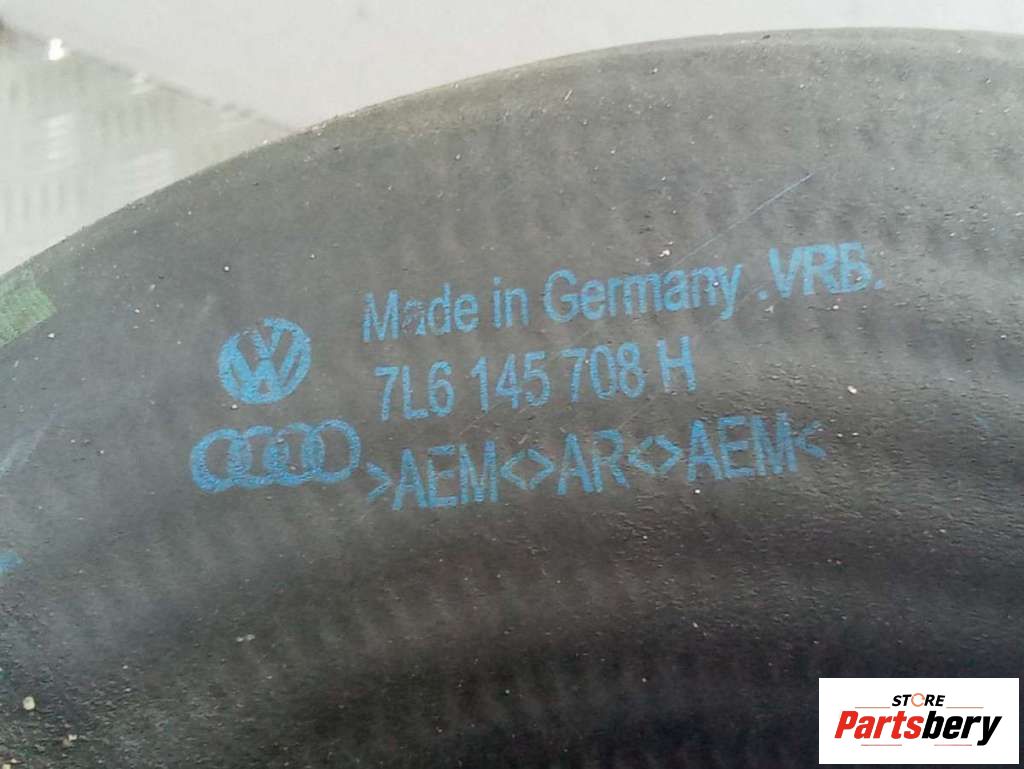 Made in Germany .VRB.
7L6 145 708 H
>AEM<>AR<>AEM<
STORE
Partsbery